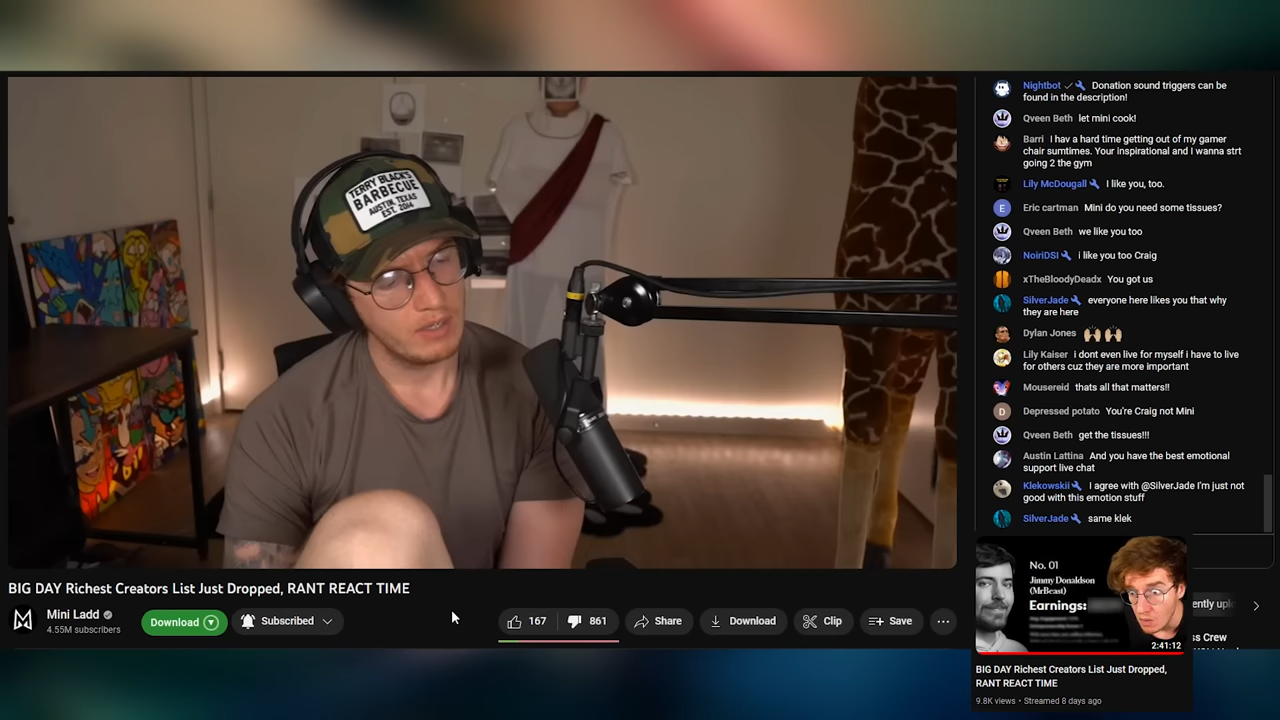 TERRY BLACK'S
BARBECUE
AUSTIN, TEXAS
EST. 2014
Nightbot Donation sound triggers can be
found in the description!
Qveen Beth let mini cook!
Barri I hav a hard time getting out of my gamer
chair sumtimes. Your inspirational and I wanna strt
going 2 the gym
Lily McDougall I like you, too.
E
Eric cartman Mini do you need some tissues?
Qveen Beth we like you too
NoiriDSI i like you too Craig
xTheBloodyDeadx You got us
SilverJade everyone here likes you that why
they are here
Dylan Jones 🙌🏼🙌🏼
Lily Kaiser i dont even live for myself i have to live
for others cuz they are more important
Mousereid thats all that matters!!
D
Depressed potato You're Craig not Mini
Qveen Beth get the tissues!!!
Austin Lattina And you have the best emotional
support live chat
Klekowskii I agree with @SilverJade I'm just not
good with this emotion stuff
SilverJade same klek
BIG DAY Richest Creators List Just Dropped, RANT REACT TIME
Mini Ladd
4.55M subscribers
Download
Subscribed
167
861
Share
Download
Clip
Save
No. 01
Jimmy Donaldson
(MrBeast)
Earnings:
2:41:12
ently uplo
ss Crew
BIG DAY Richest Creators List Just Dropped,
RANT REACT TIME
9.8K views • Streamed 8 days ago